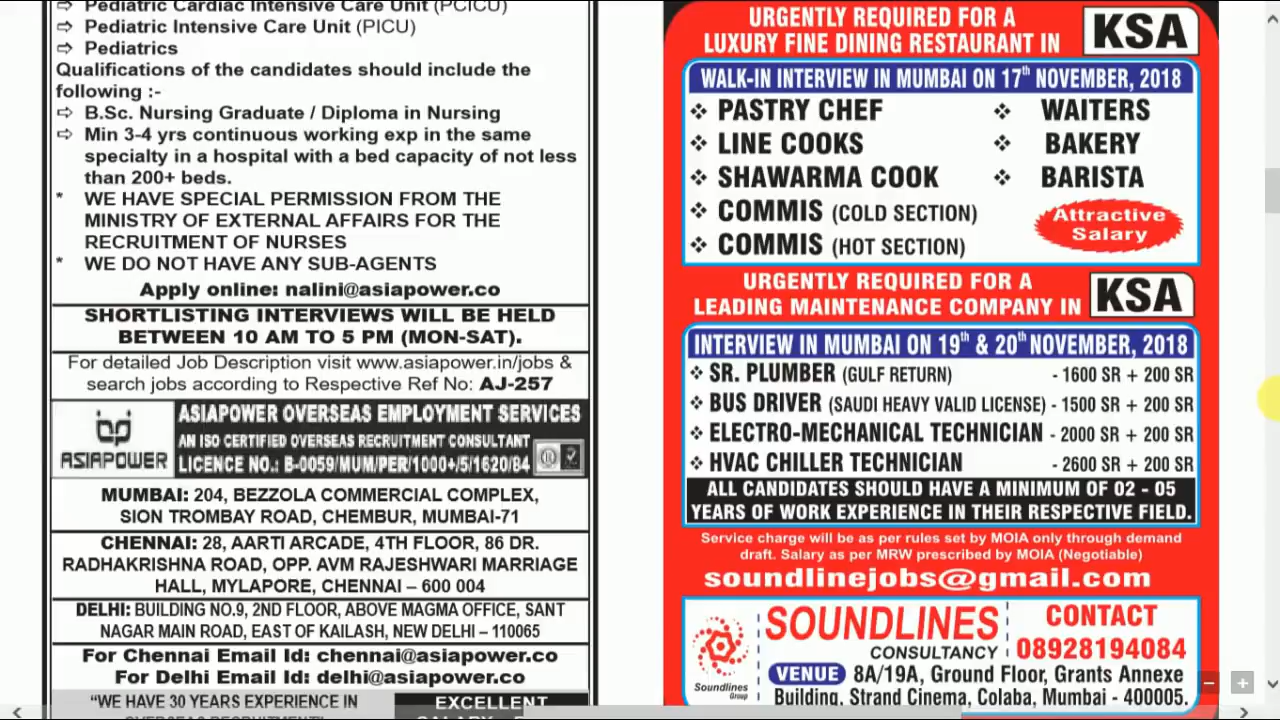 Pediatric Cardiac Intensive Care Unit (PCICU)
Pediatric Intensive Care Unit (PICU)
Pediatrics
Qualifications of the candidates should include the
following :-
B.Sc. Nursing Graduate / Diploma in Nursing
Min 3-4 yrs continuous working exp in the same
specialty in a hospital with a bed capacity of not less
than 200+ beds.
* WE HAVE SPECIAL PERMISSION FROM THE
MINISTRY OF EXTERNAL AFFAIRS FOR THE
RECRUITMENT OF NURSES
* WE DO NOT HAVE ANY SUB-AGENTS
Apply online: nalini@asiapower.co
SHORTLISTING INTERVIEWS WILL BE HELD
BETWEEN 10 AM TO 5 PM (MON-SAT).
For detailed Job Description visit www.asiapower.in/jobs &
search jobs according to Respective Ref No: AJ-257
ASIAPOWER
ASIAPOWER OVERSEAS EMPLOYMENT SERVICES
AN ISO CERTIFIED OVERSEAS RECRUITMENT CONSULTANT
LICENCE NO.: B-0059/MUM/PER/1000+/5/1620/84
MUMBAI: 204, BEZZOLA COMMERCIAL COMPLEX,
SION TROMBAY ROAD, CHEMBUR, MUMBAI-71
CHENNAI: 28, AARTI ARCADE, 4TH FLOOR, 86 DR.
RADHAKRISHNA ROAD, OPP. AVM RAJESHWARI MARRIAGE
HALL, MYLAPORE, CHENNAI – 600 004
DELHI: BUILDING NO.9, 2ND FLOOR, ABOVE MAGMA OFFICE, SANT
NAGAR MAIN ROAD, EAST OF KAILASH, NEW DELHI – 110065
For Chennai Email Id: chennai@asiapower.co
For Delhi Email Id: delhi@asiapower.co
"WE HAVE 30 YEARS EXPERIENCE IN
EXCELLENT
URGENTLY REQUIRED FOR A
LUXURY FINE DINING RESTAURANT IN KSA
WALK-IN INTERVIEW IN MUMBAI ON 17th NOVEMBER, 2018
PASTRY CHEF
LINE COOKS
SHAWARMA COOK
COMMIS (COLD SECTION)
COMMIS (HOT SECTION)
WAITERS
BAKERY
BARISTA
Attractive
Salary
URGENTLY REQUIRED FOR A
LEADING MAINTENANCE COMPANY IN KSA
INTERVIEW IN MUMBAI ON 19th & 20th NOVEMBER, 2018
SR. PLUMBER (GULF RETURN) - 1600 SR + 200 SR
BUS DRIVER (SAUDI HEAVY VALID LICENSE) - 1500 SR + 200 SR
ELECTRO-MECHANICAL TECHNICIAN - 2000 SR + 200 SR
HVAC CHILLER TECHNICIAN - 2600 SR + 200 SR
ALL CANDIDATES SHOULD HAVE A MINIMUM OF 02 - 05
YEARS OF WORK EXPERIENCE IN THEIR RESPECTIVE FIELD.
Service charge will be as per rules set by MOIA only through demand
draft. Salary as per MRW prescribed by MOIA (Negotiable)
soundlinejobs@gmail.com
Soundlines
Group
SOUNDLINES
CONSULTANCY
CONTACT
08928194084
VENUE 8A/19A, Ground Floor, Grants Annexe
Building, Strand Cinema, Colaba, Mumbai - 400005.